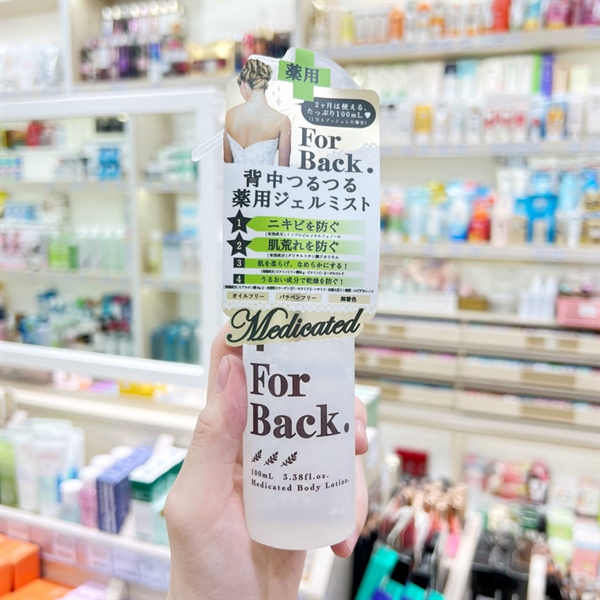 薬用
2ヶ月は使える、
たっぷり100mL♥
For
Back.
背中つるつる
薬用ジェルミスト
1 ニキビを防ぐ
2 肌荒れを防ぐ
3 肌を柔らげ、なめらかにする!
4 うるおい成分で乾燥を防ぐ!
オイルフリー パラベンフリー 無着色
Medicated
For
Back.
100mL 3.38fl.oz.
Medicated Body Lotion.